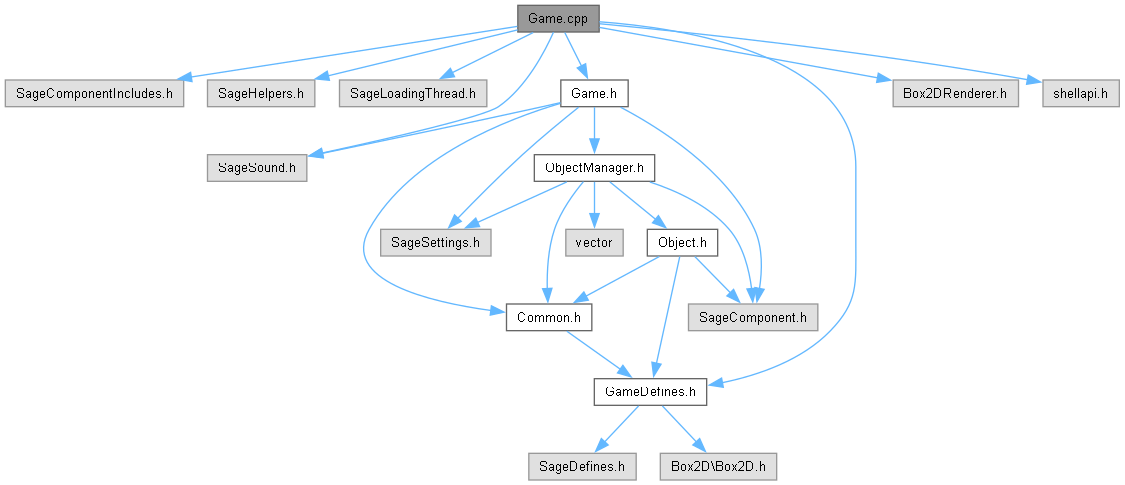 Game.cpp
SageComponentIncludes.h
SageHelpers.h
SageLoadingThread.h
Game.h
Box2DRenderer.h
shellapi.h
SageSound.h
ObjectManager.h
SageSettings.h
vector
Object.h
Common.h
SageComponent.h
GameDefines.h
SageDefines.h
Box2D\Box2D.h